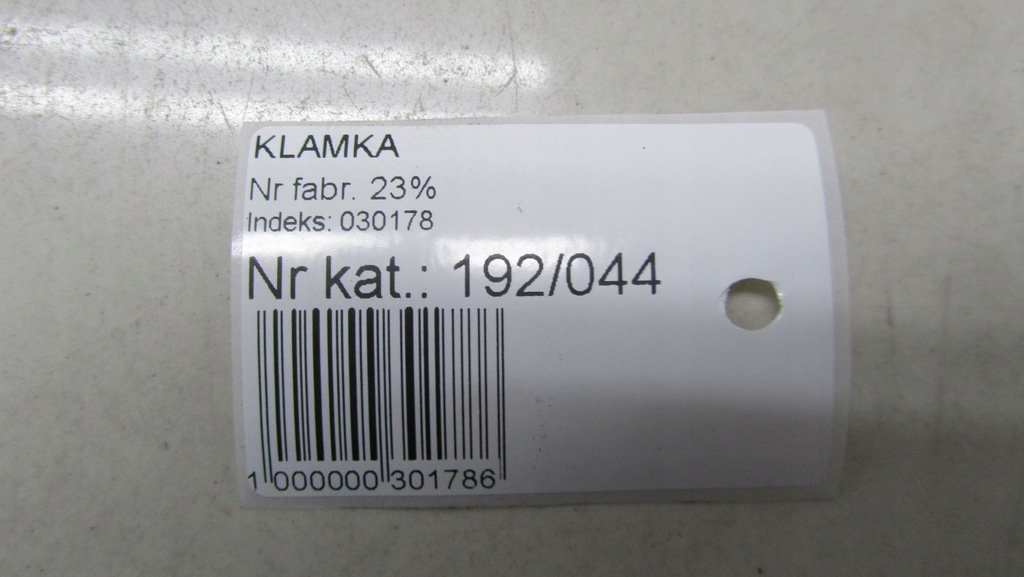 KLAMKA
Nr fabr. 23%
Indeks: 030178
Nr kat.: 192/044
1 000000 301786